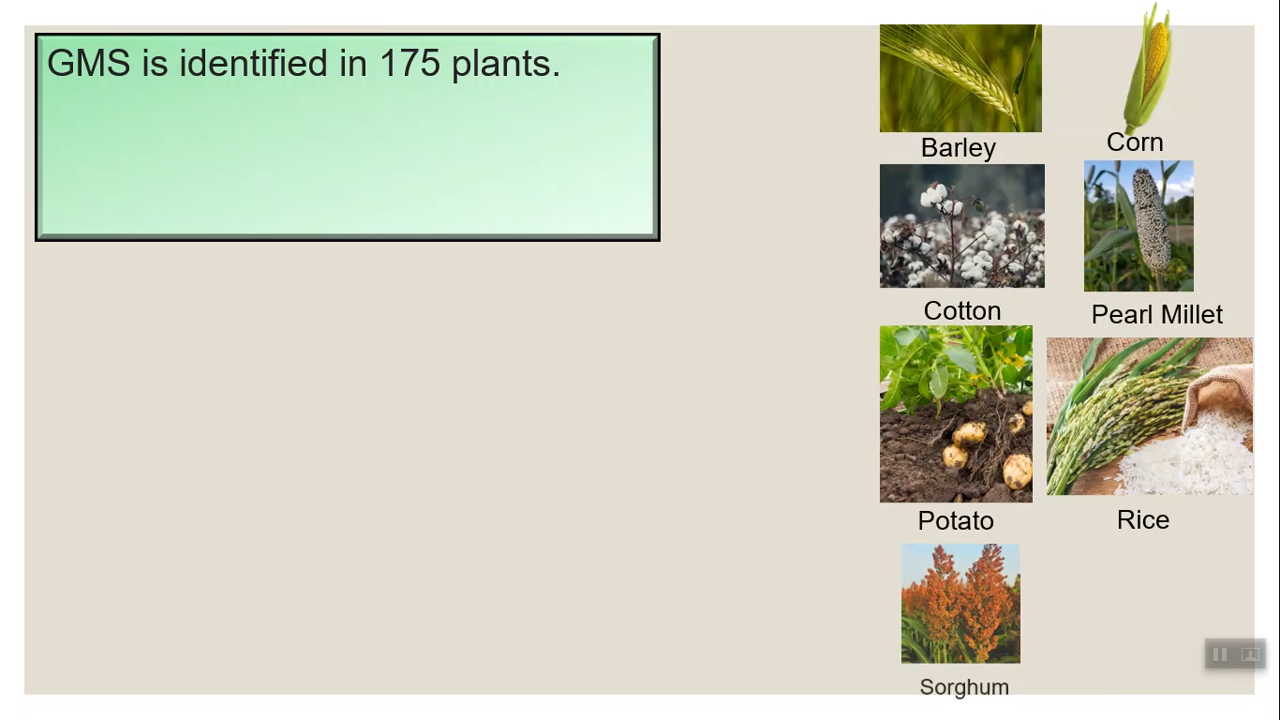 GMS is identified in 175 plants.
Barley
Corn
Cotton
Pearl Millet
Potato
Rice
Sorghum